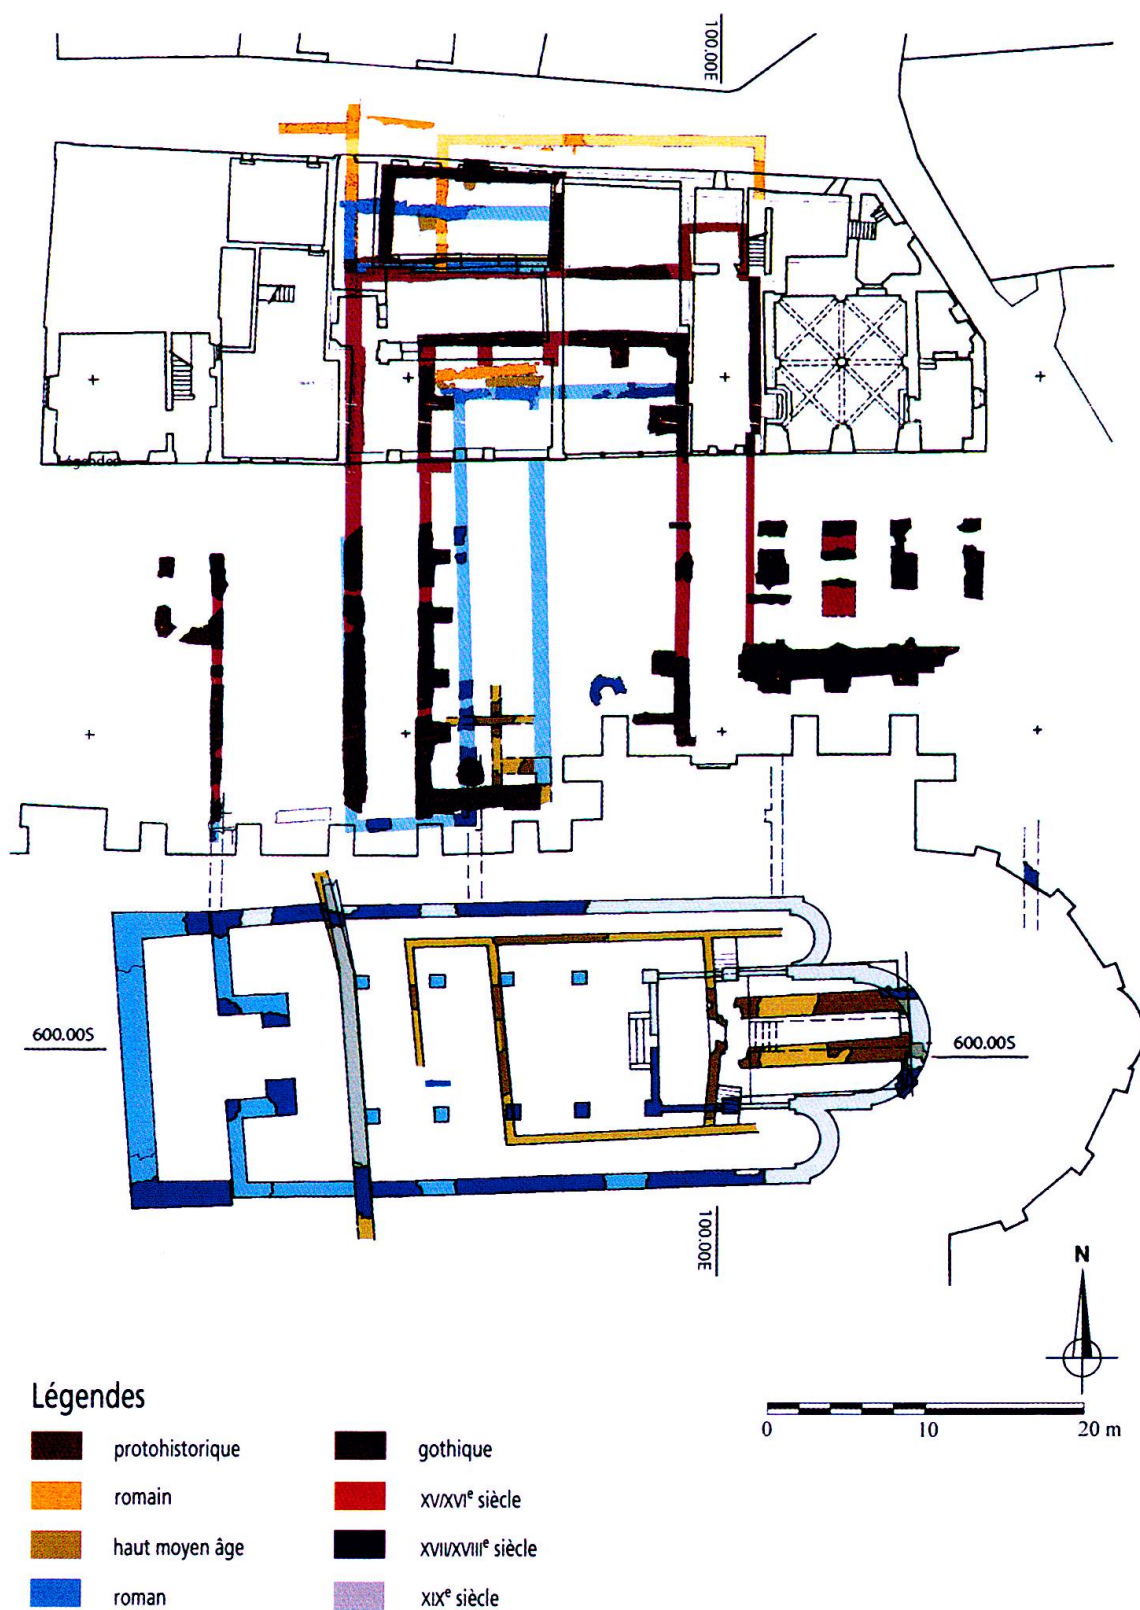 100.00E
Légendes
600.00S
600.00S
100.00E
N
0 10 20 m
Légendes
protohistorique
romain
haut moyen âge
roman
gothique
XV/XVIe siècle
XVII/XVIIIe siècle
XIXe siècle